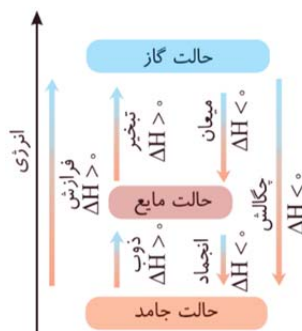 حالت گاز
انرژی
فرازش
ΔH > ۰
تبخیر
ΔH > ۰
میعان
ΔH < ۰
چگالش
ΔH < ۰
حالت مایع
ذوب
ΔH > ۰
انجماد
ΔH < ۰
حالت جامد